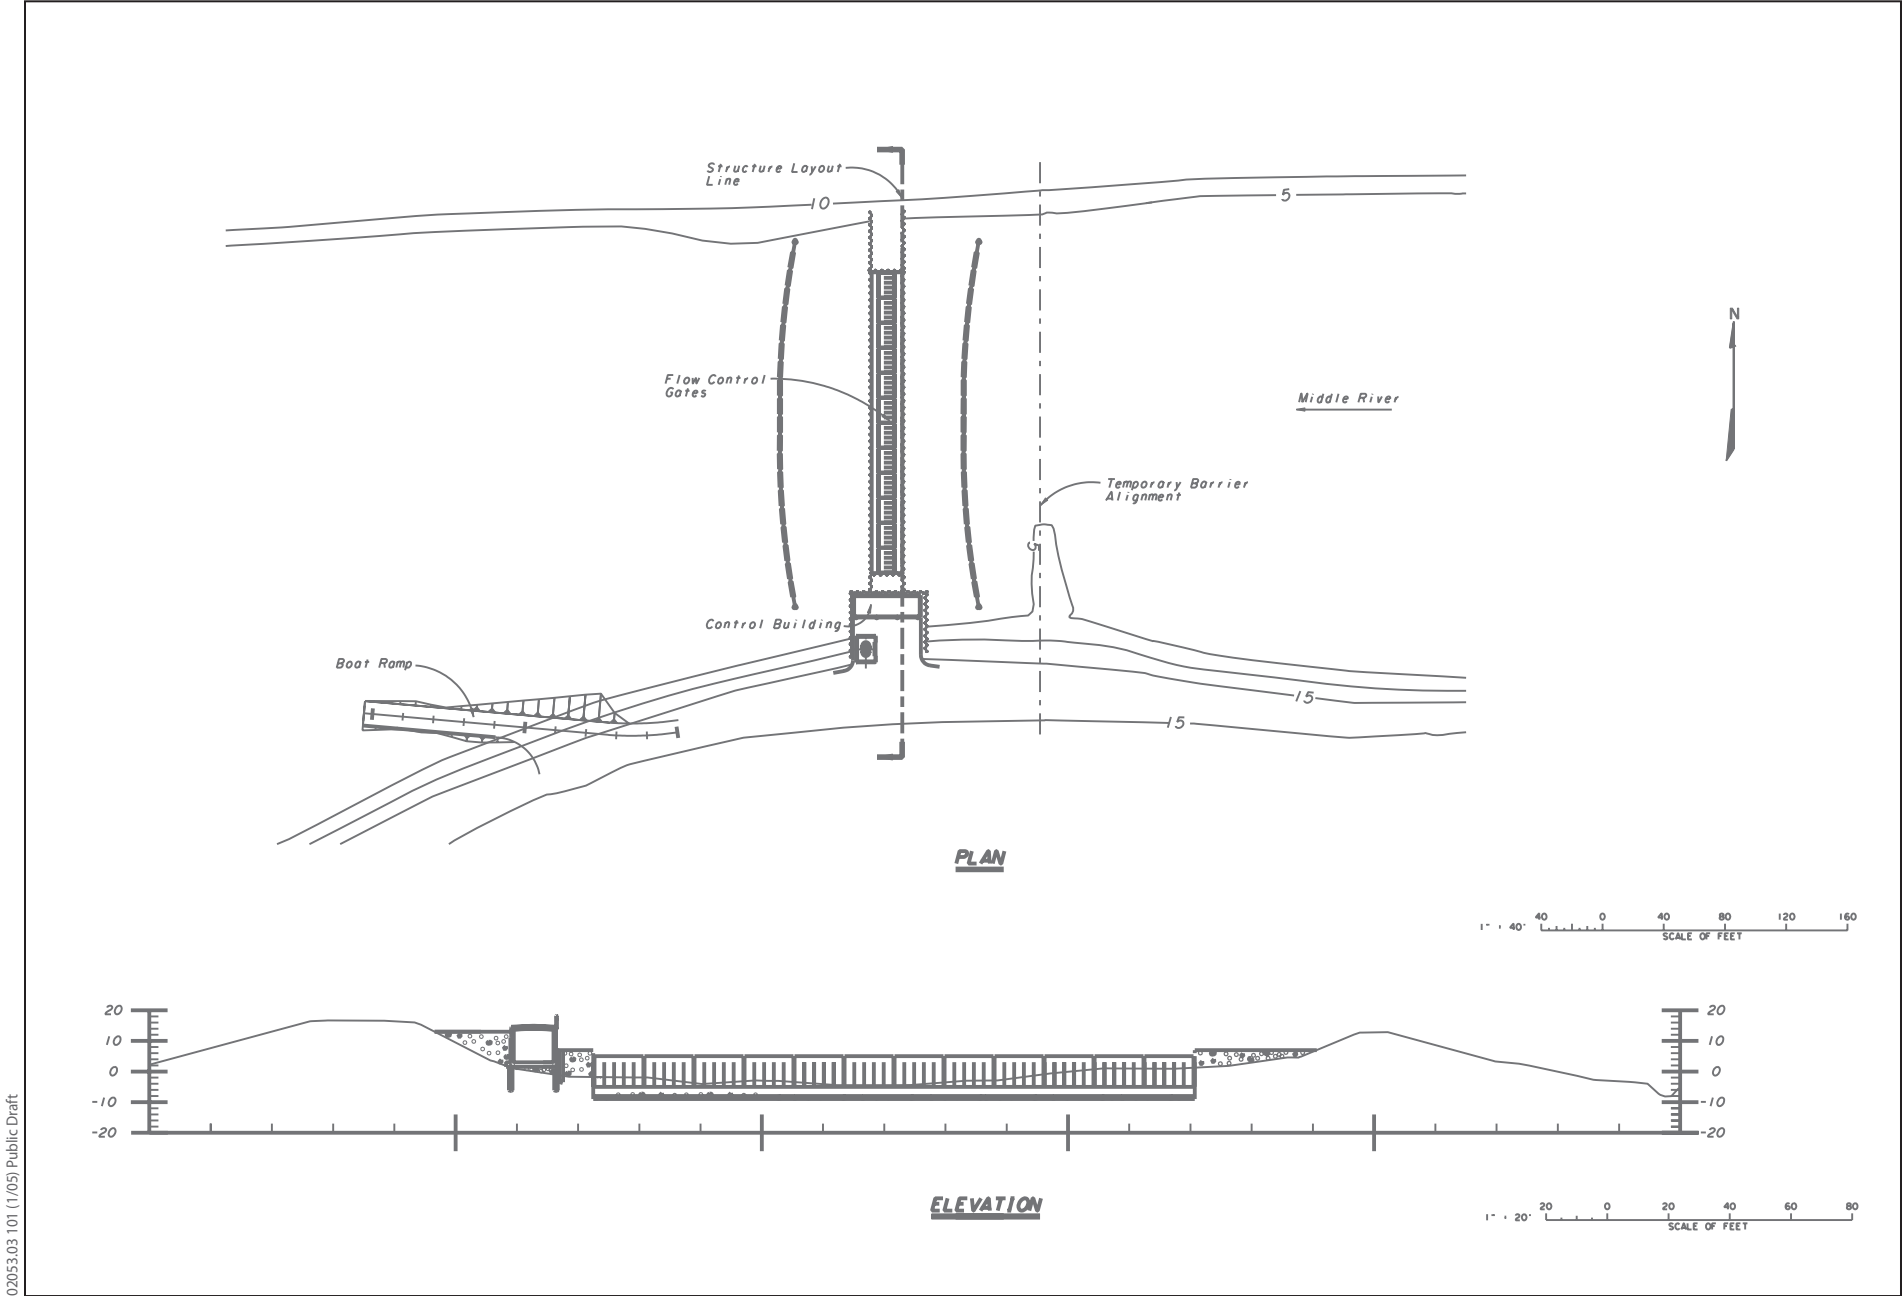 Structure Layout
Line
10
5
N
Flow Control
Gates
Middle River
Temporary Barrier
Alignment
5
Control Building
Boat Ramp
15
15
PLAN
40 0 40 80 120 160
1" = 40'
SCALE OF FEET
20 20
10 10
0 0
-10 -10
-20 -20
ELEVATION
20 0 20 40 60 80
1" = 20'
SCALE OF FEET
02053.03 101 (1/05) Public Draft